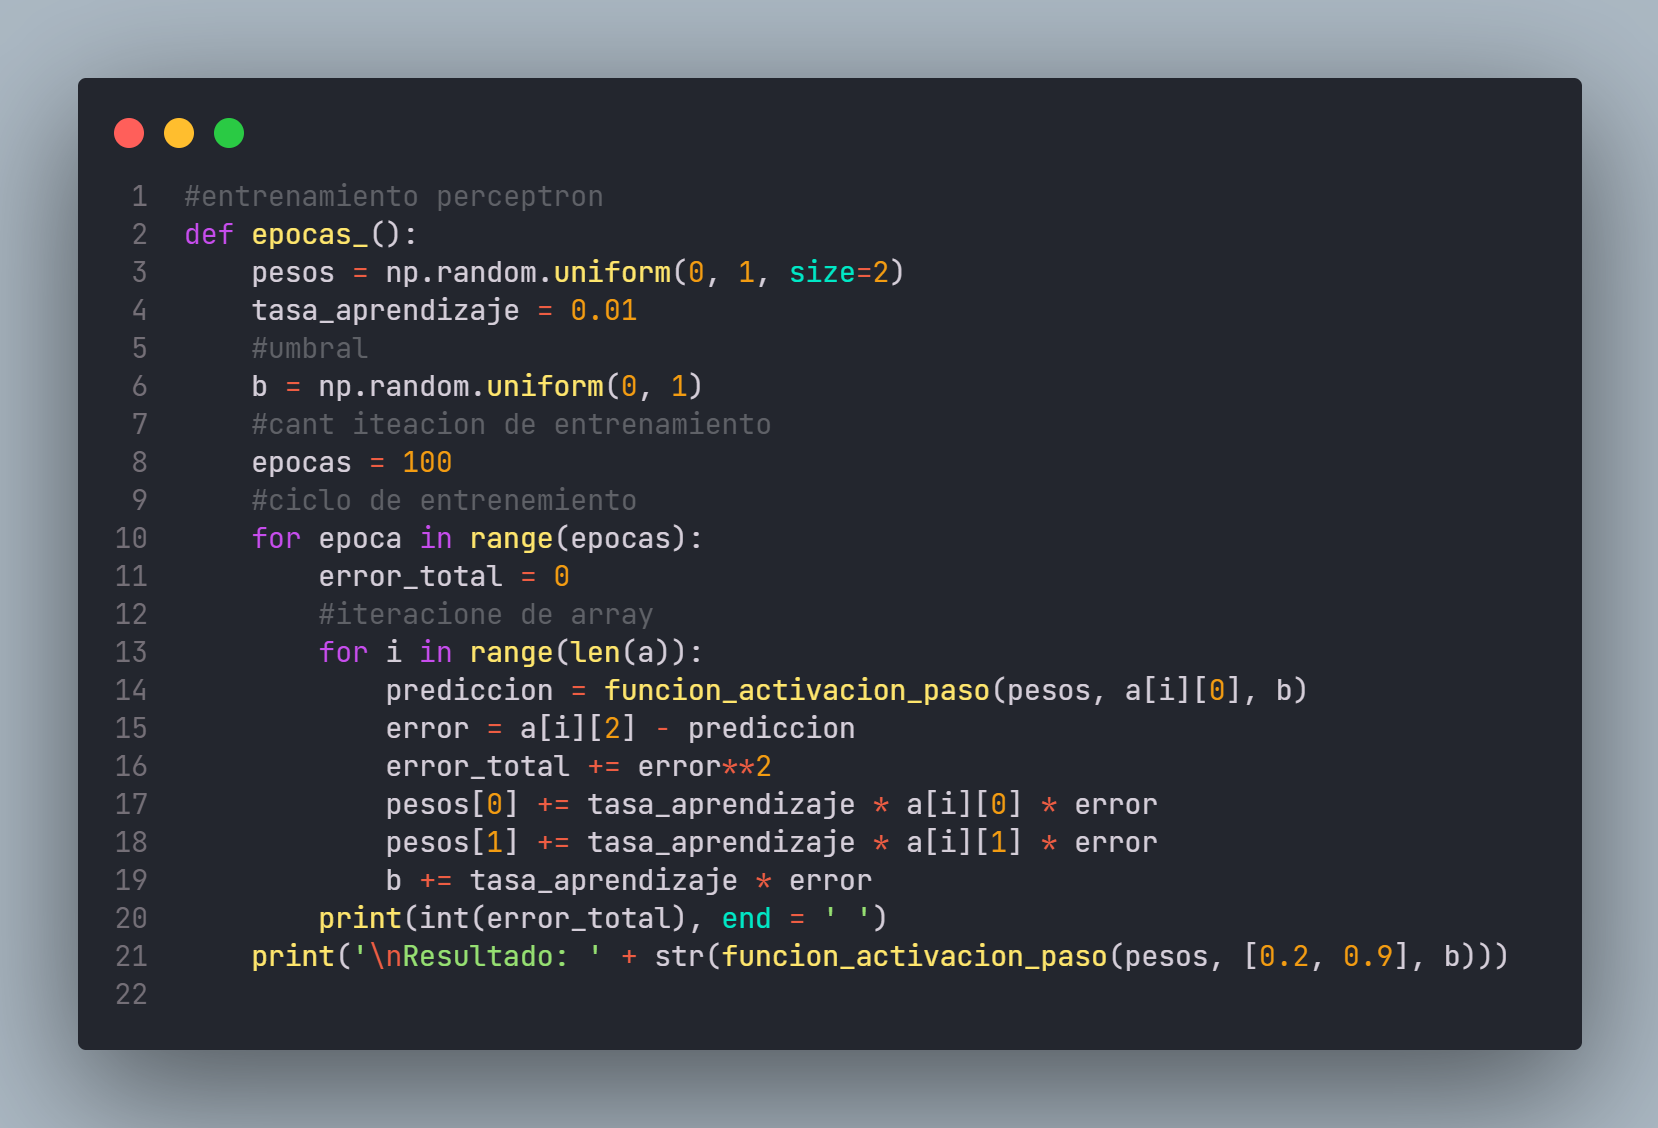 1 #entrenamiento perceptron
2 def epocas_():
3     pesos = np.random.uniform(0, 1, size=2)
4     tasa_aprendizaje = 0.01
5     #umbral
6     b = np.random.uniform(0, 1)
7     #cant iteacion de entrenamiento
8     epocas = 100
9     #ciclo de entrenemiento
10     for epoca in range(epocas):
11         error_total = 0
12         #iteracione de array
13         for i in range(len(a)):
14             prediccion = funcion_activacion_paso(pesos, a[i][0], b)
15             error = a[i][2] - prediccion
16             error_total += error**2
17             pesos[0] += tasa_aprendizaje * a[i][0] * error
18             pesos[1] += tasa_aprendizaje * a[i][1] * error
19             b += tasa_aprendizaje * error
20         print(int(error_total), end = ' ')
21     print('\nResultado: ' + str(funcion_activacion_paso(pesos, [0.2, 0.9], b)))
22